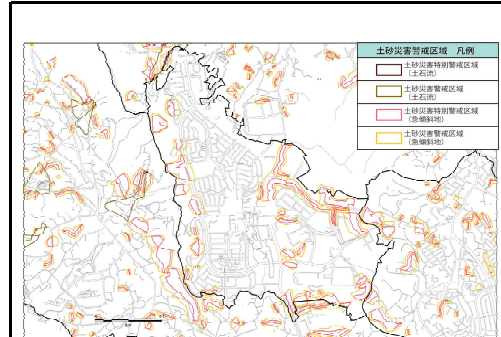 土砂災害警戒区域　凡例
土砂災害特別警戒区域
（土石流）
土砂災害警戒区域
（土石流）
土砂災害特別警戒区域
（急傾斜地）
土砂災害警戒区域
（急傾斜地）